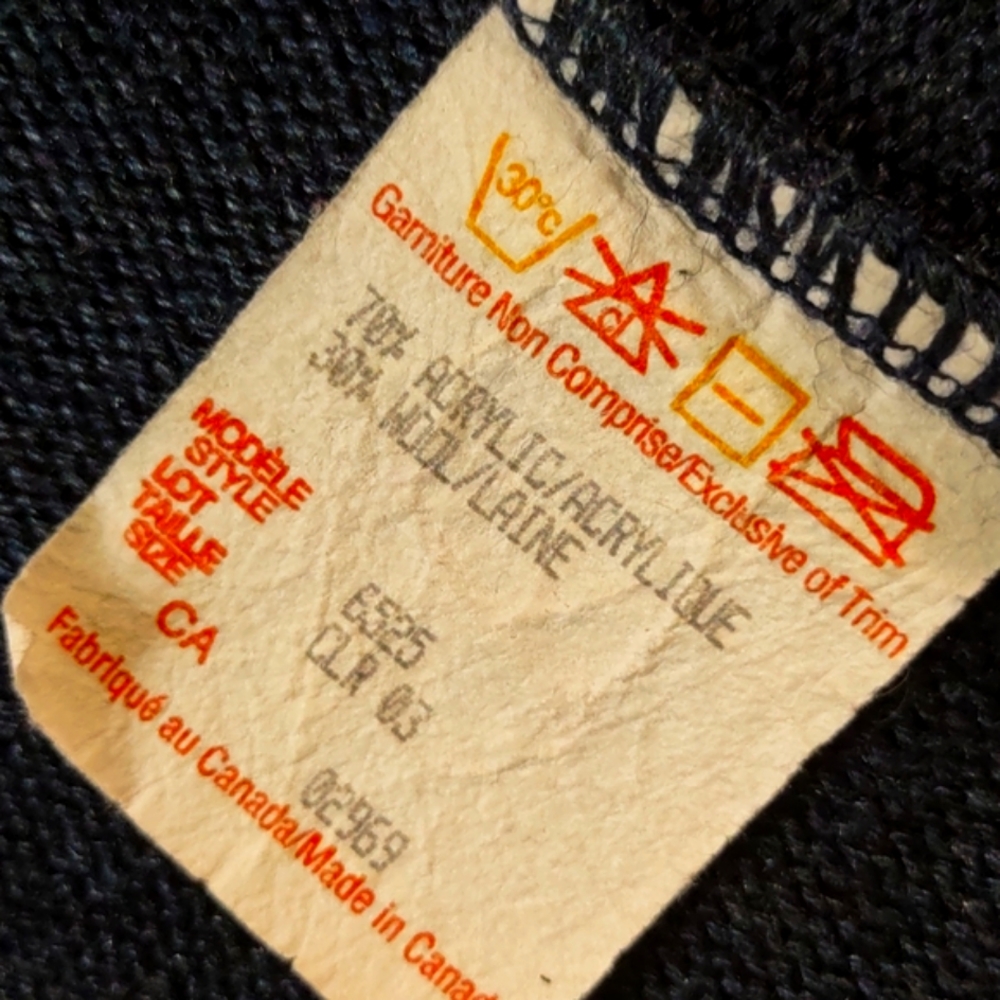 30°c
CL
Garniture Non Comprise/Exclusive of Trim
70% ACRYLIC/ACRYLIQUE
30% WOOL/LAINE
MODÈLE
STYLE 6525
LOT CLR 03
TAILLE
SIZE
CA 02969
Fabriqué au Canada/Made in Canad